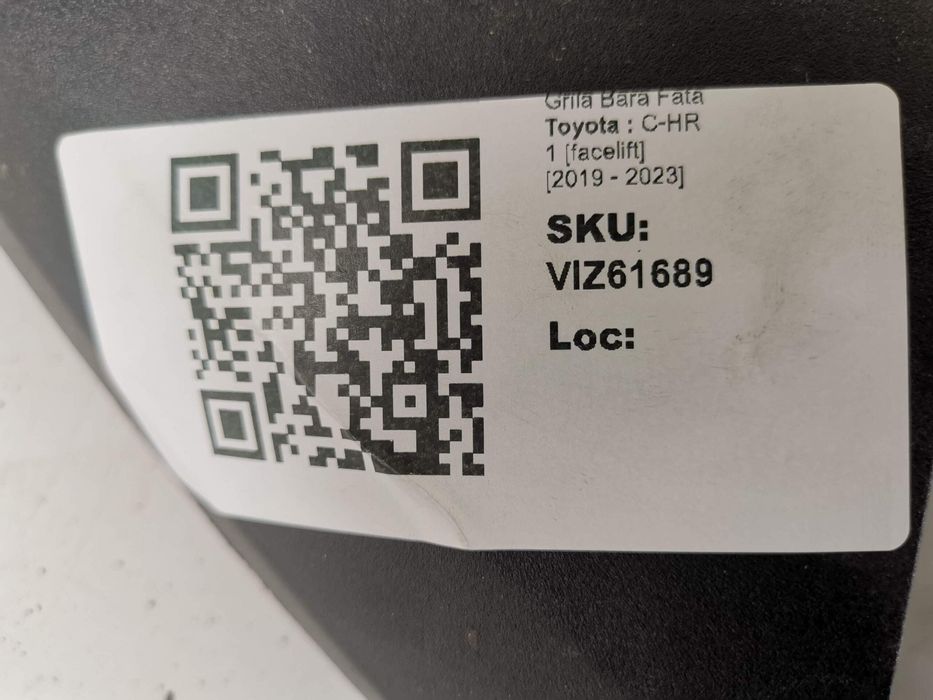 Grila Bara Fata
Toyota : C-HR
1 [facelift]
[2019 - 2023]
SKU:
VIZ61689
Loc: